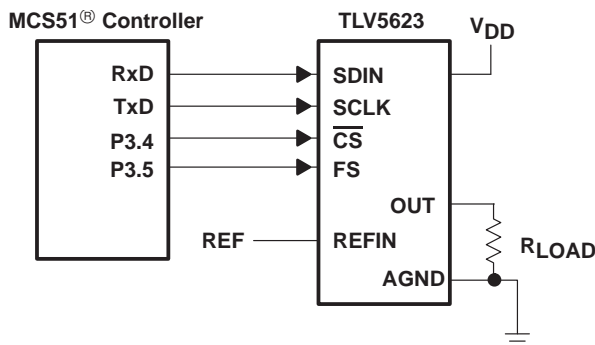 MCS51® Controller
TLV5623
VDD
RxD
SDIN
TxD
SCLK
P3.4
CS
P3.5
FS
OUT
REF
REFIN
RLOAD
AGND